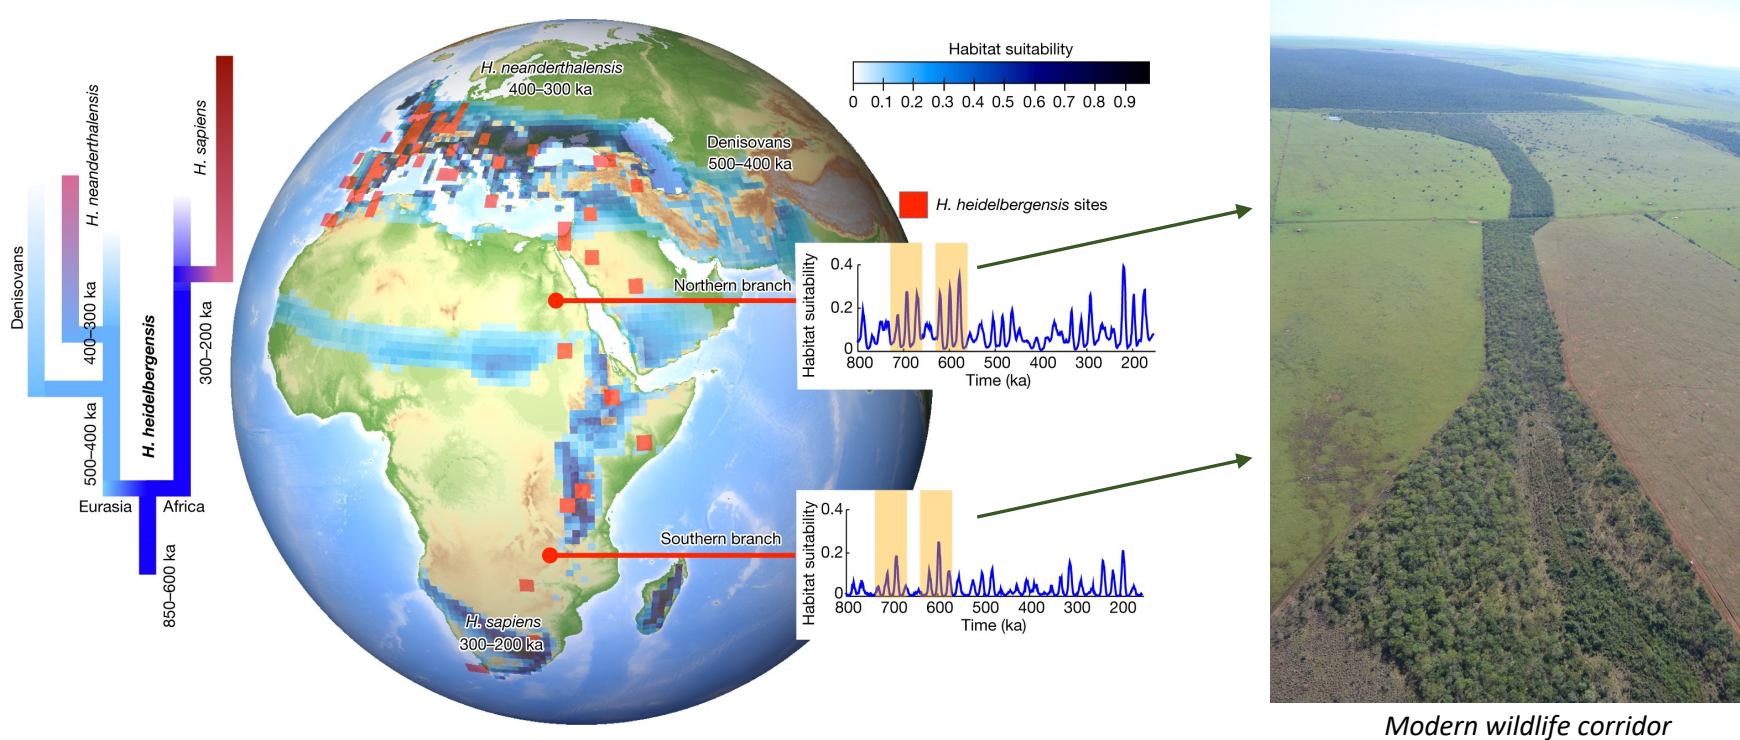 Denisovans
H. neanderthalensis
H. sapiens
400–300 ka
500–400 ka
H. heidelbergensis
300–200 ka
Eurasia
Africa
850–600 ka
H. neanderthalensis
400–300 ka
Denisovans
500–400 ka
Northern branch
Southern branch
H. sapiens
300–200 ka
Habitat suitability
0 0.1 0.2 0.3 0.4 0.5 0.6 0.7 0.8 0.9
H. heidelbergensis sites
Habitat suitability
0.4
0.2
0
800 700 600 500 400 300 200
Time (ka)
Habitat suitability
0.4
0.2
0
800 700 600 500 400 300 200
Time (ka)
Modern wildlife corridor